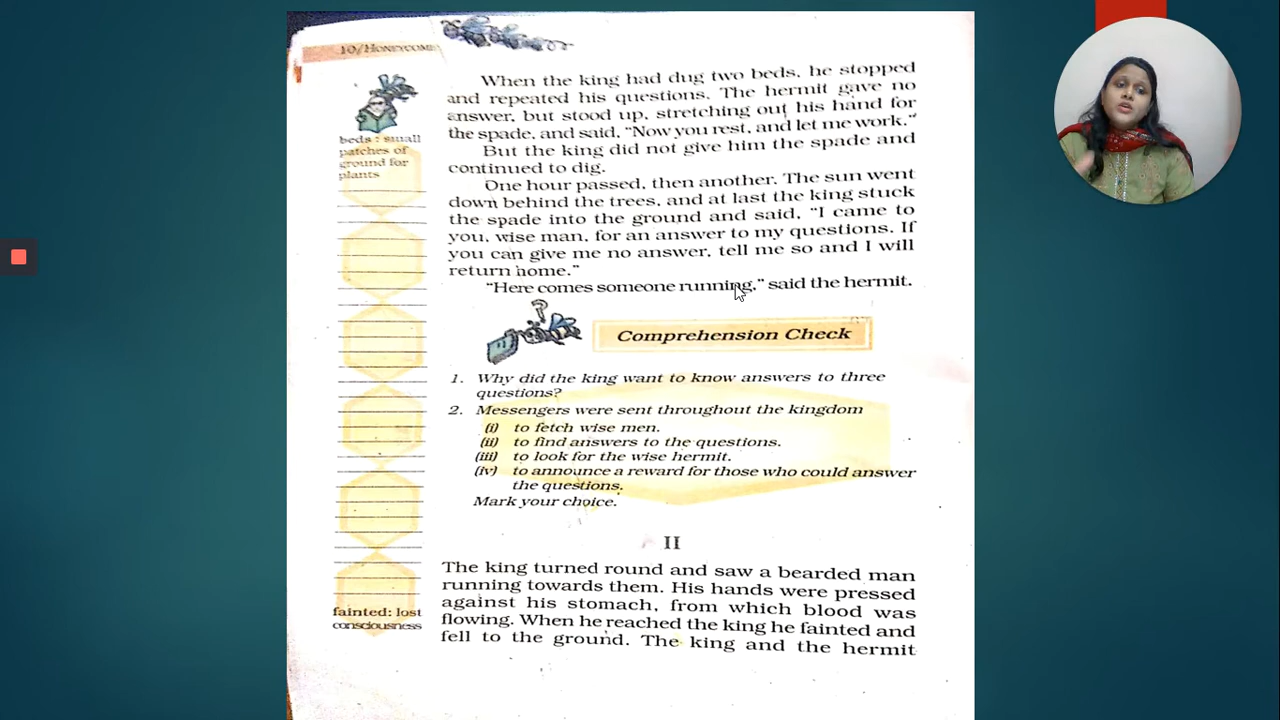 10/HONEYCOMB
beds : small
patches of
ground for
plants
When the king had dug two beds, he stopped
and repeated his questions. The hermit gave no
answer, but stood up, stretching out his hand for
the spade, and said, “Now you rest, and let me work.”
But the king did not give him the spade and
continued to dig.
One hour passed, then another. The sun went
down behind the trees, and at last the king stuck
the spade into the ground and said, “I came to
you, wise man, for an answer to my questions. If
you can give me no answer, tell me so and I will
return home.”
“Here comes someone running,” said the hermit.
Comprehension Check
1. Why did the king want to know answers to three
questions?
2. Messengers were sent throughout the kingdom
(i) to fetch wise men.
(ii) to find answers to the questions.
(iii) to look for the wise hermit.
(iv) to announce a reward for those who could answer
the questions.
Mark your choice.
II
The king turned round and saw a bearded man
running towards them. His hands were pressed
against his stomach, from which blood was
flowing. When he reached the king he fainted and
fell to the ground. The king and the hermit
fainted: lost
consciousness